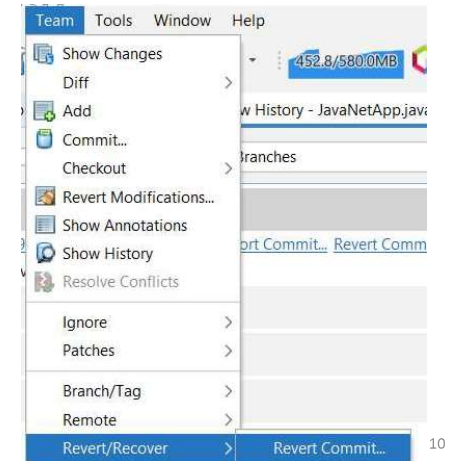 Team Tools Window Help
Show Changes
Diff
452.8/580.0MB
Add
w History - JavaNetApp.java
Commit...
Checkout
Branches
Revert Modifications...
Show Annotations
Show History
ort Commit... Revert Comm
Resolve Conflicts
Ignore
Patches
Branch/Tag
Remote
Revert/Recover
Revert Commit...
10